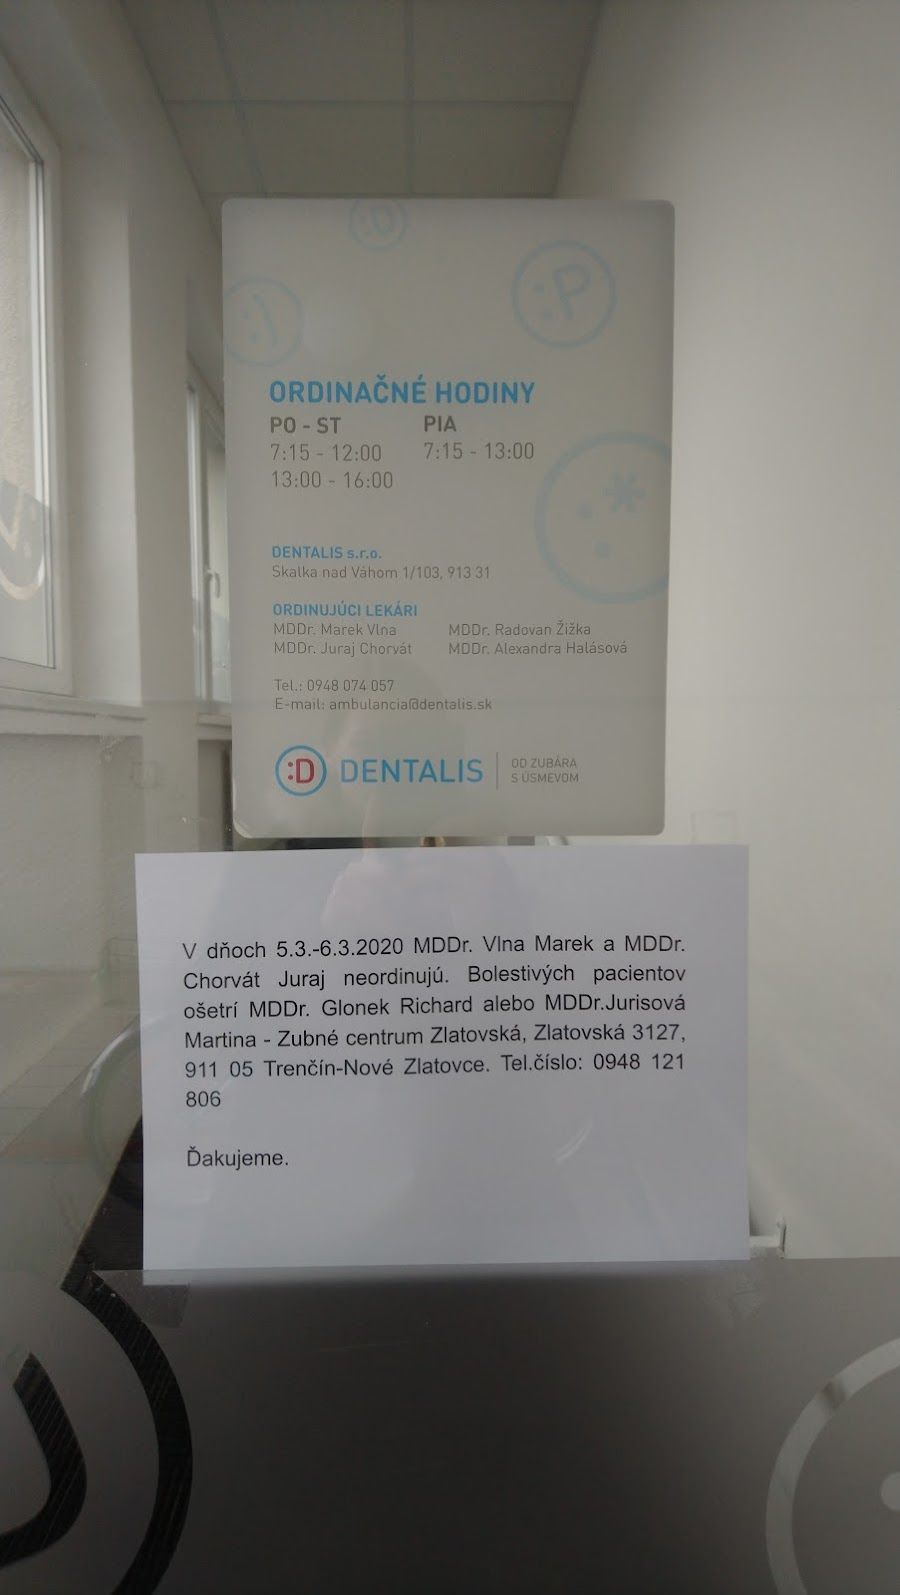 :D
:)
:P
:*
ORDINAČNÉ HODINY
PO - ST PIA
7:15 - 12:00 7:15 - 13:00
13:00 - 16:00
DENTALIS s.r.o.
Skalka nad Váhom 1/103, 913 31
ORDINUJÚCI LEKÁRI
MDDr. Marek Vlna MDDr. Radovan Žižka
MDDr. Juraj Chorvát MDDr. Alexandra Halásová
Tel.: 0948 074 057
E-mail: ambulancia@dentalis.sk
:D DENTALIS
OD ZUBÁRA
S ÚSMEVOM
V dňoch 5.3.-6.3.2020 MDDr. Vlna Marek a MDDr.
Chorvát Juraj neordinujú. Bolestivých pacientov
ošetrí MDDr. Glonek Richard alebo MDDr.Jurisová
Martina - Zubné centrum Zlatovská, Zlatovská 3127,
911 05 Trenčín-Nové Zlatovce. Tel.číslo: 0948 121
806
Ďakujeme.